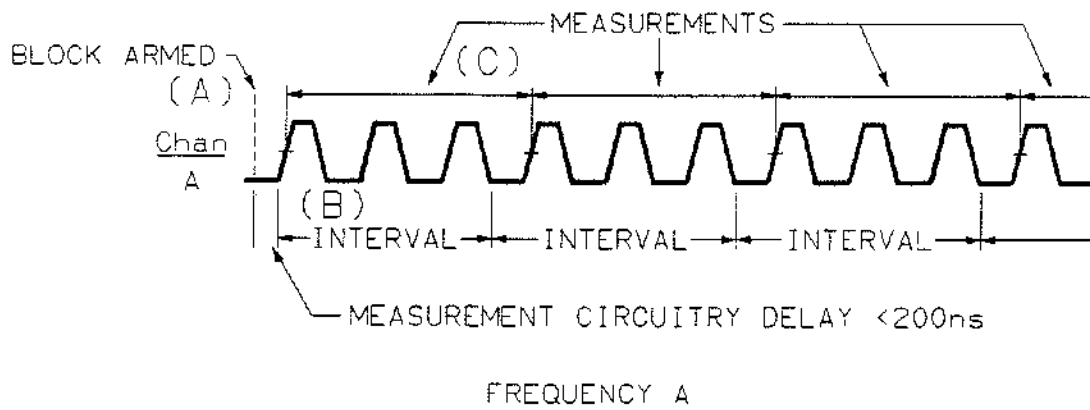 MEASUREMENTS
BLOCK ARMED
(A)
(C)
Chan
A
(B)
INTERVAL INTERVAL INTERVAL
MEASUREMENT CIRCUITRY DELAY <200ns
FREQUENCY A